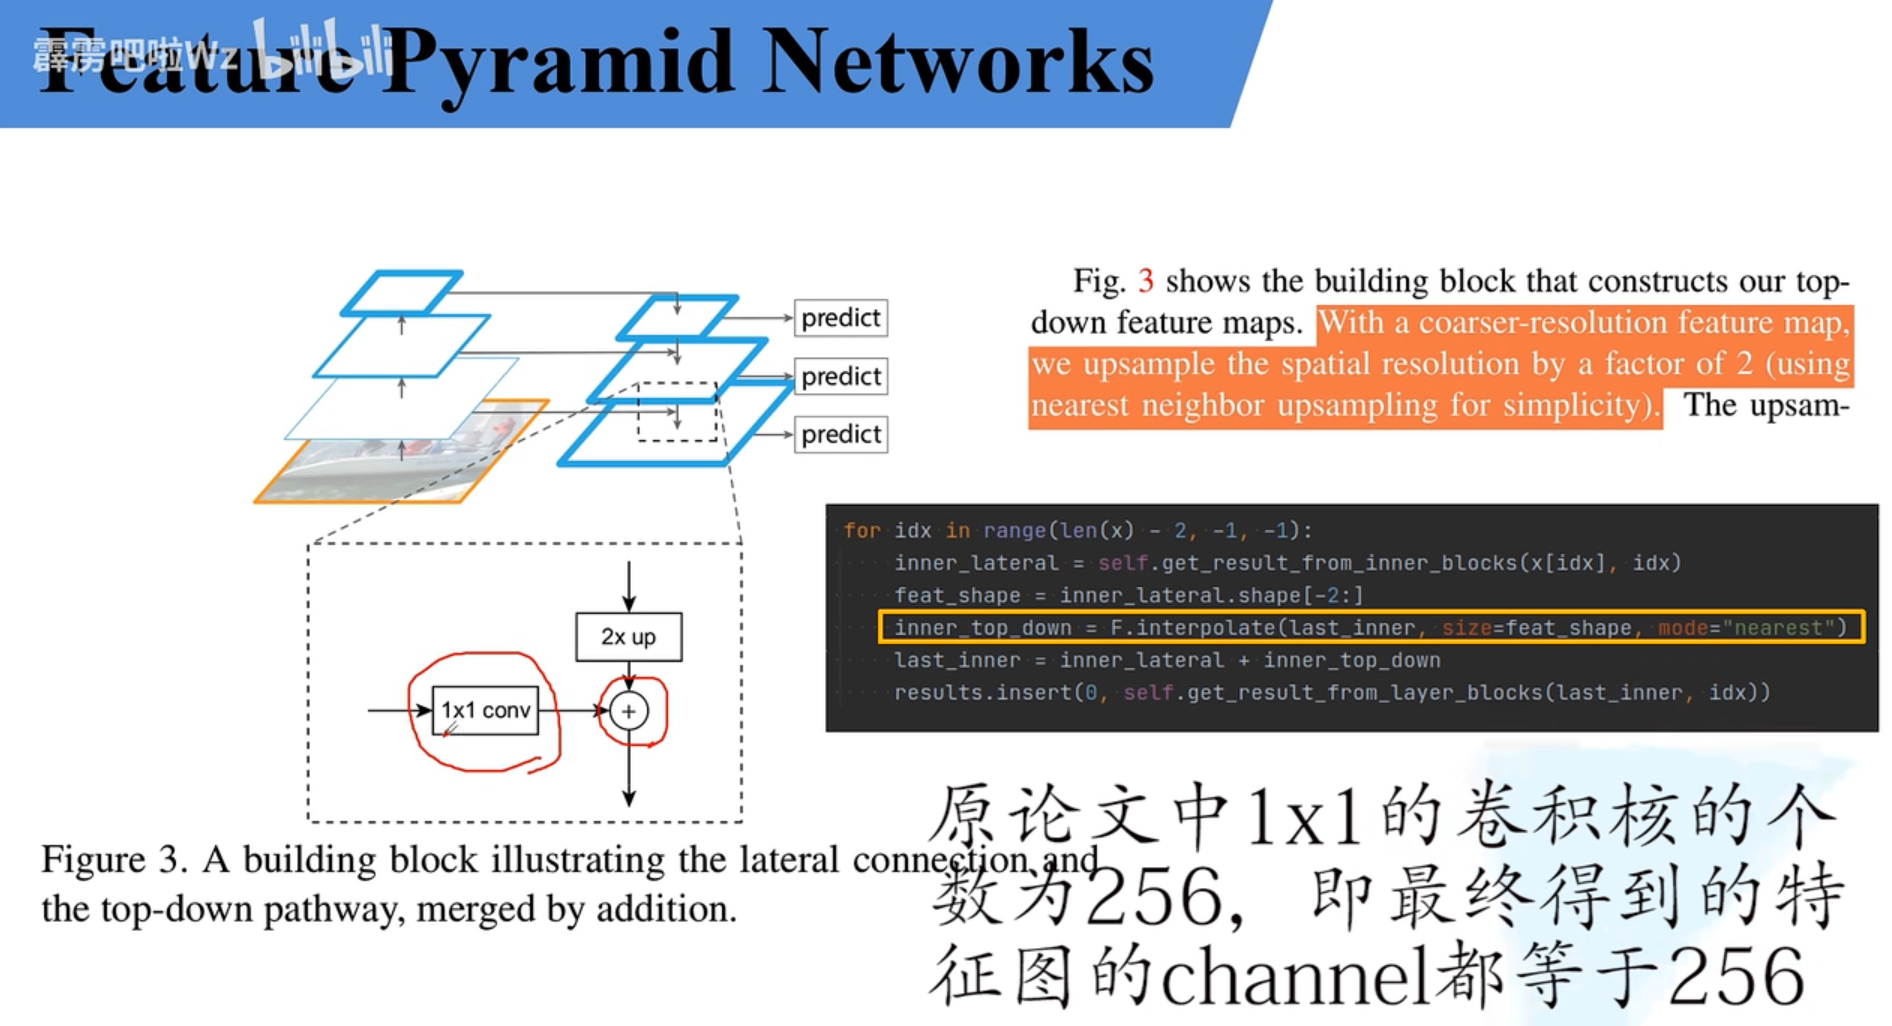 Feature Pyramid Networks
霹雳吧啦Wz bilibili
predict
predict
predict
2x up
1x1 conv
+
Figure 3. A building block illustrating the lateral connection and
the top-down pathway, merged by addition.
Fig. 3 shows the building block that constructs our top-
down feature maps. With a coarser-resolution feature map,
we upsample the spatial resolution by a factor of 2 (using
nearest neighbor upsampling for simplicity). The upsam-
for idx in range(len(x) - 2, -1, -1):
    inner_lateral = self.get_result_from_inner_blocks(x[idx], idx)
    feat_shape = inner_lateral.shape[-2:]
    inner_top_down = F.interpolate(last_inner, size=feat_shape, mode="nearest")
    last_inner = inner_lateral + inner_top_down
    results.insert(0, self.get_result_from_layer_blocks(last_inner, idx))
原论文中1x1的卷积核的个
数为256，即最终得到的特
征图的channel都等于256